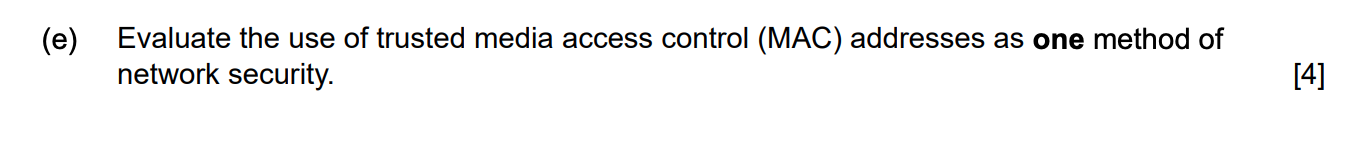 (e) Evaluate the use of trusted media access control (MAC) addresses as one method of
network security. [4]